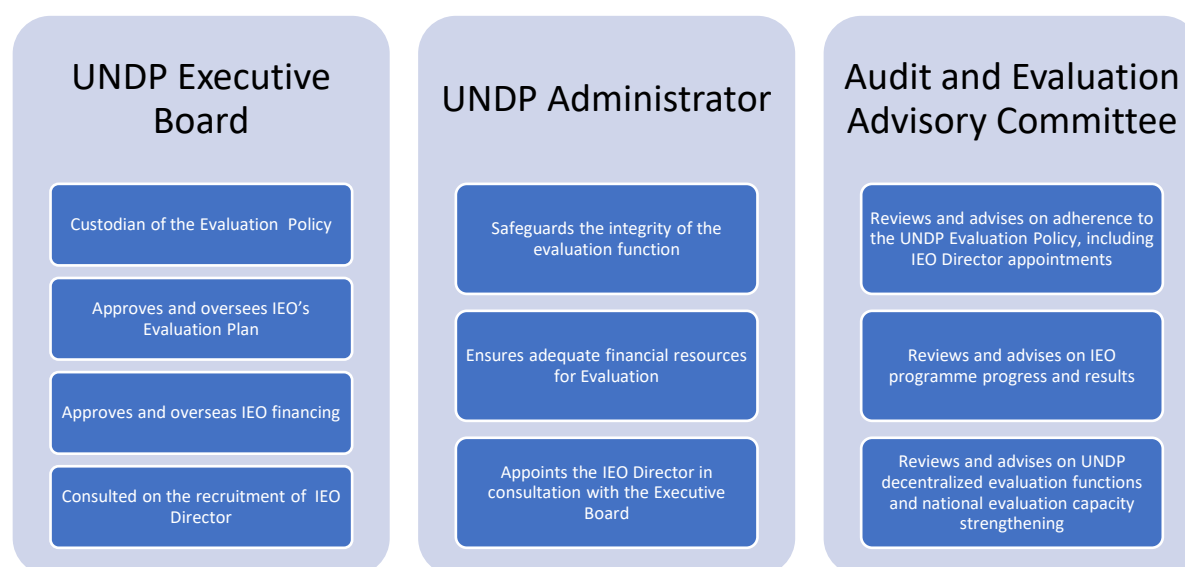 UNDP Executive
Board
Custodian of the Evaluation Policy
Approves and oversees IEO’s
Evaluation Plan
Approves and overseas IEO financing
Consulted on the recruitment of IEO
Director
UNDP Administrator
Safeguards the integrity of the
evaluation function
Ensures adequate financial resources
for Evaluation
Appoints the IEO Director in
consultation with the Executive
Board
Audit and Evaluation
Advisory Committee
Reviews and advises on adherence to
the UNDP Evaluation Policy, including
IEO Director appointments
Reviews and advises on IEO
programme progress and results
Reviews and advises on UNDP
decentralized evaluation functions
and national evaluation capacity
strengthening